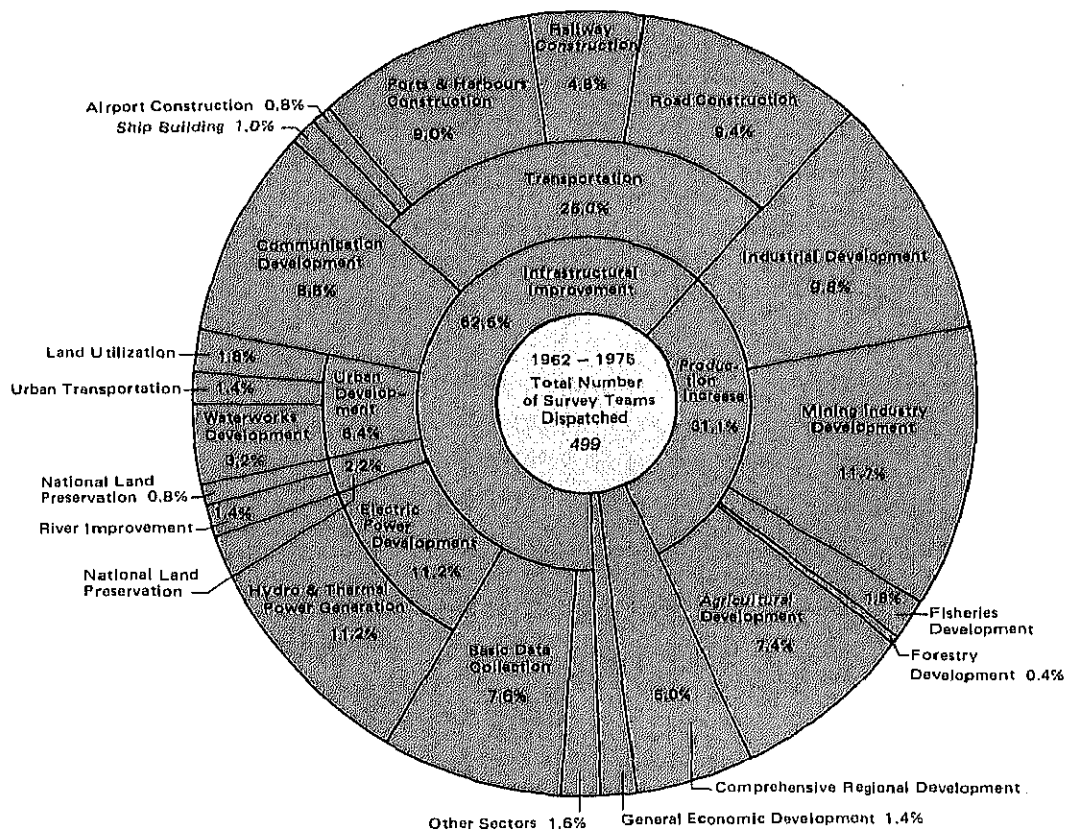 Railway
Construction
4.8%
Ports & Harbours
Construction
9.0%
Road Construction
9.4%
Airport Construction 0.8%
Ship Building 1.0%
Transportation
25.0%
Communication
Development
Infrastructural
Improvement
62.5%
Industrial Development
9.8%
Land Utilization
1.8%
Urban Transportation
1.4%
Waterworks
Development
3.2%
Urban
Develop-
ment
6.4%
1962 – 1975
Total Number
of Survey Teams
Dispatched
499
Produc-
tion
Increase
31.1%
Mining Industry
Development
11.7%
National Land
Preservation 0.8%
1.4%
River Improvement
2.2%
National Land
Preservation
Electric
Power
Development
11.2%
Hydro & Thermal
Power Generation
11.2%
Basic Data
Collection
7.6%
Agricultural
Development
7.4%
5.0%
1.8%
Fisheries
Development
Forestry
Development 0.4%
Comprehensive Regional Development
General Economic Development 1.4%
Other Sectors 1.6%